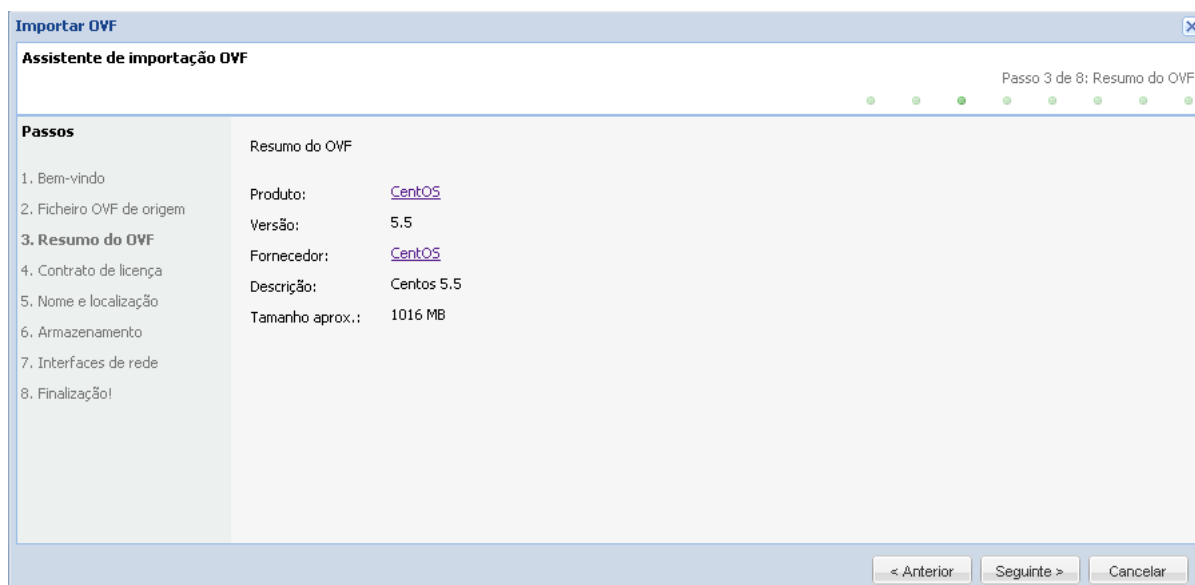 Importar OVF
Assistente de importação OVF
Passo 3 de 8: Resumo do OVF
Passos
1. Bem-vindo
2. Ficheiro OVF de origem
3. Resumo do OVF
4. Contrato de licença
5. Nome e localização
6. Armazenamento
7. Interfaces de rede
8. Finalização!
Resumo do OVF
Produto: CentOS
Versão: 5.5
Fornecedor: CentOS
Descrição: Centos 5.5
Tamanho aprox.: 1016 MB
< Anterior
Seguinte >
Cancelar